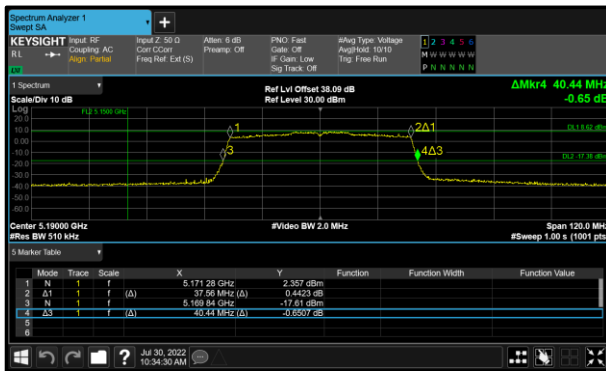 Spectrum Analyzer 1
Swept SA
+
KEYSIGHT Input: RF Input Z: 50 Ω Atten: 6 dB PNO: Fast #Avg Type: Voltage 1 2 3 4 5 6
RL Coupling: AC Corr CCorr Preamp: Off Gate: Off Avg|Hold: 10/10 M W W W W W
Align: Partial Freq Ref: Ext (S) IF Gain: Low Trig: Free Run P N N N N N
Sig Track: Off
1 Spectrum Ref Lvl Offset 38.09 dB ΔMkr4 40.44 MHz
Scale/Div 10 dB Ref Level 30.00 dBm -0.65 dB
Log
20.0
10.0
0.00
-10.0
-20.0
-30.0
-40.0
-50.0
-60.0
1 2Δ1
3 4Δ3
DL2 -17.38 dBm
Center 5.19000 GHz #Video BW 2.0 MHz Span 120.0 MHz
#Res BW 510 kHz #Sweep 1.00 s (1001 pts)
5 Marker Table
Mode Trace Scale X Y Function Function Width Function Value
1 N 1 f 5.171 28 GHz 2.357 dBm
2 Δ1 1 f (Δ) 37.56 MHz (Δ) 0.4423 dB
3 N 1 f 5.169 84 GHz -17.61 dBm
4 Δ3 1 f (Δ) 40.44 MHz (Δ) -0.6507 dB
5
6
? Jul 30, 2022
10:34:30 AM